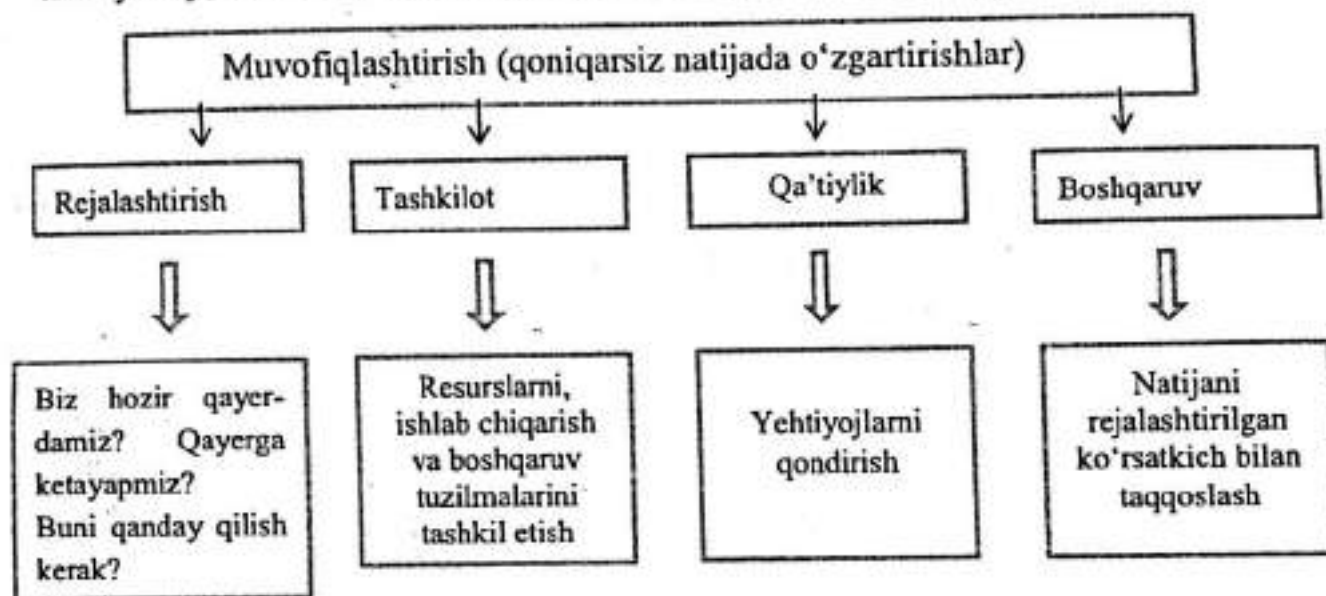 Muvofiqlashtirish (qoniqarsiz natijada o‘zgartirishlar)
Rejalashtirish
Tashkilot
Qa’tiylik
Boshqaruv
Biz hozir qayer-
damiz? Qayerga
ketayapmiz?
Buni qanday qilish
kerak?
Resurslarni,
ishlab chiqarish
va boshqaruv
tuzilmalarini
tashkil etish
Yehtiyojlarni
qondirish
Natijani
rejalashtirilgan
ko‘rsatkich bilan
taqqoslash